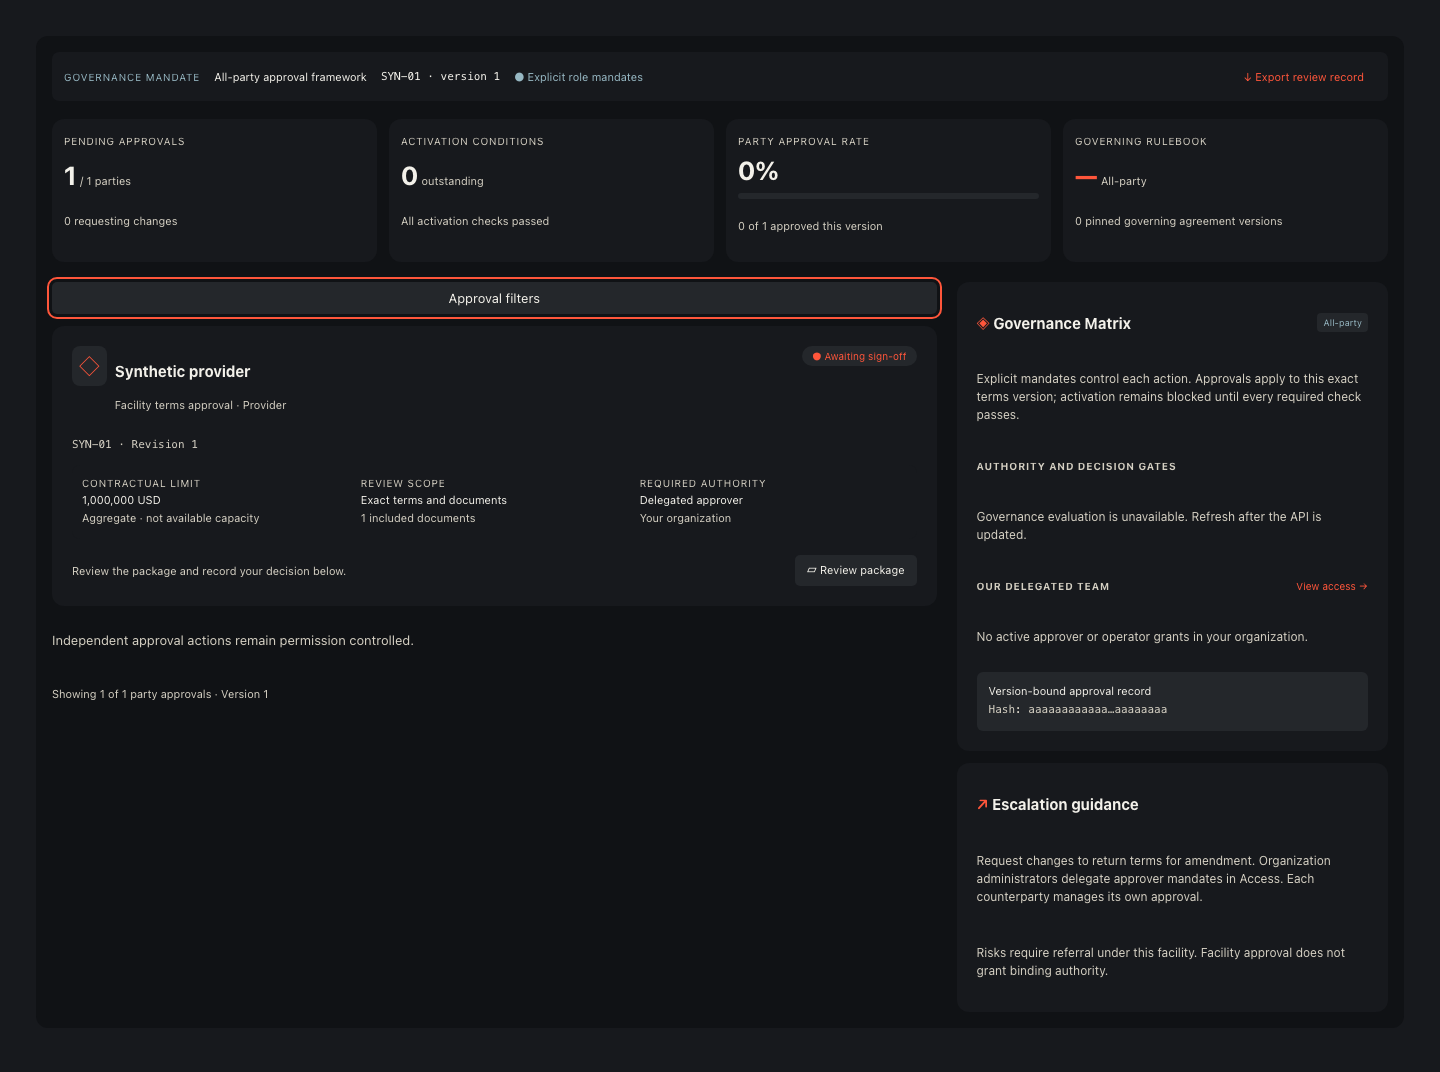 GOVERNANCE MANDATE All-party approval framework SYN-01 · version 1 ● Explicit role mandates ↓ Export review record
PENDING APPROVALS
1 / 1 parties
0 requesting changes
ACTIVATION CONDITIONS
0 outstanding
All activation checks passed
PARTY APPROVAL RATE
0%
0 of 1 approved this version
GOVERNING RULEBOOK
— All-party
0 pinned governing agreement versions
Approval filters
Synthetic provider
● Awaiting sign-off
Facility terms approval · Provider
SYN-01 · Revision 1
CONTRACTUAL LIMIT
1,000,000 USD
Aggregate · not available capacity
REVIEW SCOPE
Exact terms and documents
1 included documents
REQUIRED AUTHORITY
Delegated approver
Your organization
Review the package and record your decision below.
▱ Review package
Independent approval actions remain permission controlled.
Showing 1 of 1 party approvals · Version 1
◈ Governance Matrix
All-party
Explicit mandates control each action. Approvals apply to this exact
terms version; activation remains blocked until every required check
passes.
AUTHORITY AND DECISION GATES
Governance evaluation is unavailable. Refresh after the API is
updated.
OUR DELEGATED TEAM
View access →
No active approver or operator grants in your organization.
Version-bound approval record
Hash: aaaaaaaaaaaa…aaaaaaaa
↗ Escalation guidance
Request changes to return terms for amendment. Organization
administrators delegate approver mandates in Access. Each
counterparty manages its own approval.
Risks require referral under this facility. Facility approval does not
grant binding authority.